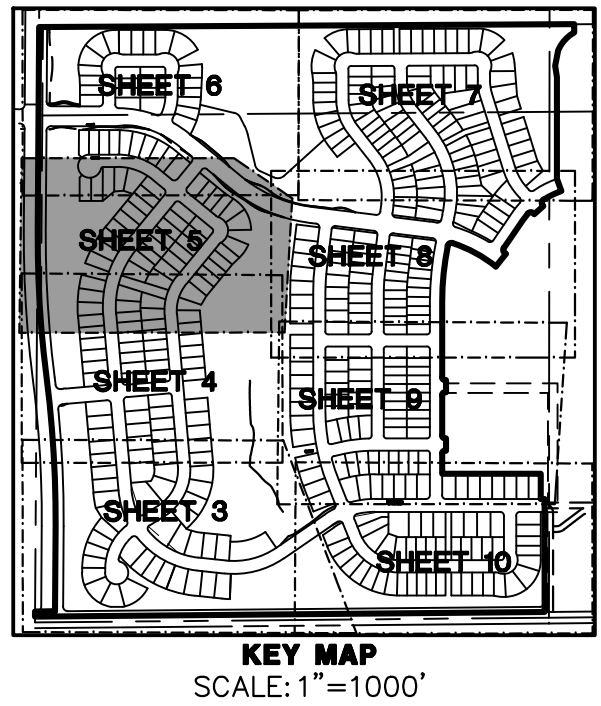 SHEET 6
SHEET 7
SHEET 5
SHEET 8
SHEET 4
SHEET 9
SHEET 3
SHEET 10
KEY MAP
SCALE: 1”=1000’